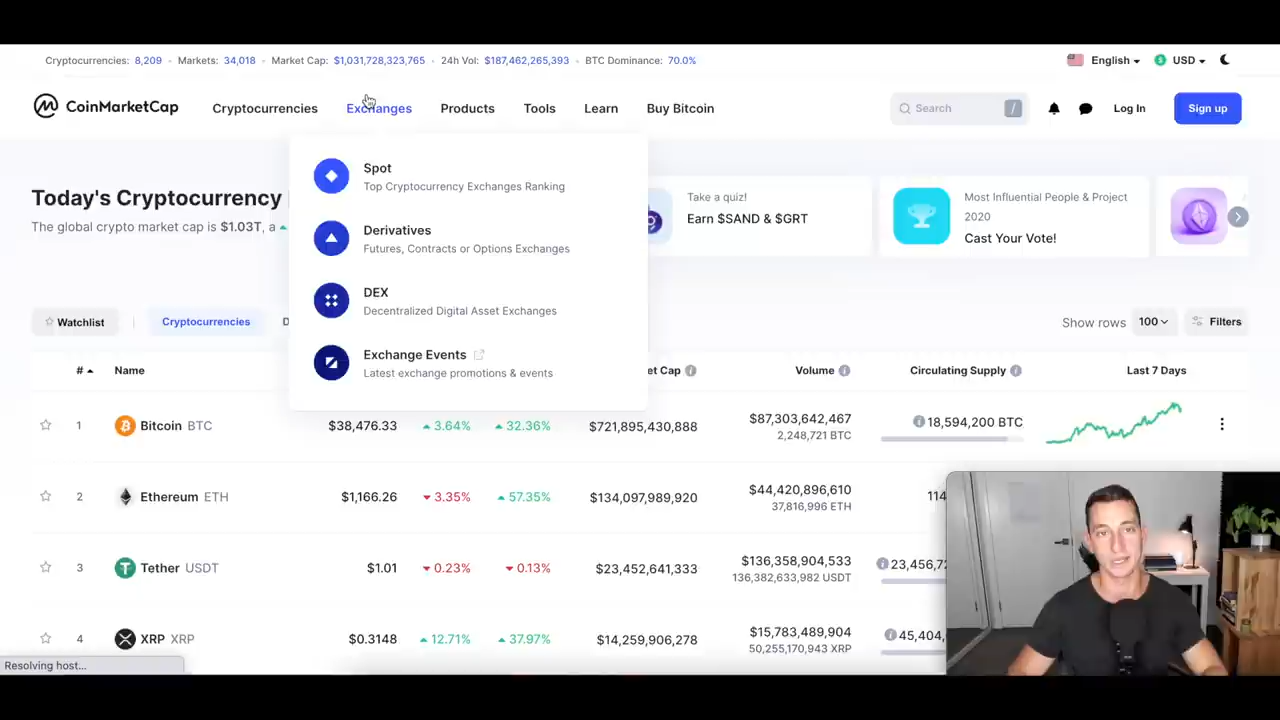 Cryptocurrencies: 8,209 • Markets: 34,018 • Market Cap: $1,031,728,323,765 • 24h Vol: $187,462,265,393 • BTC Dominance: 70.0%
English
USD
CoinMarketCap
Cryptocurrencies
Exchanges
Products
Tools
Learn
Buy Bitcoin
Search
/
Log In
Sign up
Spot
Top Cryptocurrency Exchanges Ranking
Derivatives
Futures, Contracts or Options Exchanges
DEX
Decentralized Digital Asset Exchanges
Exchange Events
Latest exchange promotions & events
Today's Cryptocurrency
The global crypto market cap is $1.03T, a
Take a quiz!
Earn $SAND & $GRT
Most Influential People & Project
2020
Cast Your Vote!
Watchlist
Cryptocurrencies
D
Show rows
100
Filters
# Name
et Cap
Volume
Circulating Supply
Last 7 Days
1 Bitcoin BTC $38,476.33 3.64% 32.36% $721,895,430,888 $87,303,642,467 18,594,200 BTC
2,248,721 BTC
2 Ethereum ETH $1,166.26 3.35% 57.35% $134,097,989,920 $44,420,896,610 114
37,816,996 ETH
3 Tether USDT $1.01 0.23% 0.13% $23,452,641,333 $136,358,904,533 23,456,72
136,382,633,982 USDT
4 XRP XRP $0.3148 12.71% 37.97% $14,259,906,278 $15,783,489,904 45,404
50,255,170,943 XRP
Resolving host...